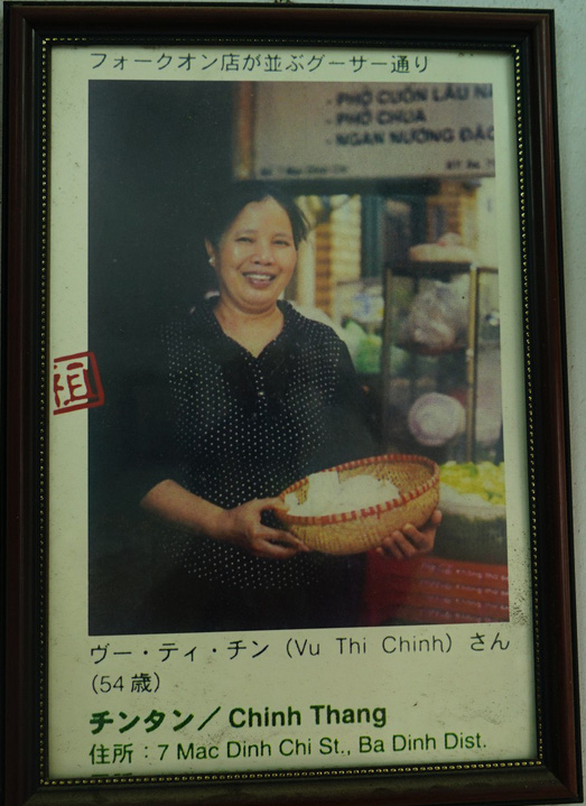 フォークオン店が並ぶグーサー通り
- PHỞ CUỐN LÂU N
- PHỞ CHUA
- NGAN NƯỚNG ĐẶC
祖
ヴー・ティ・チン(Vu Thi Chinh)さん
(54歳)
チンタン/Chinh Thang
住所:7 Mac Dinh Chi St., Ba Dinh Dist.